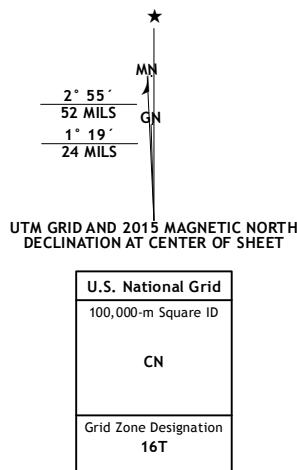 ★
MN
2° 55´
52 MILS
GN
1° 19´
24 MILS
UTM GRID AND 2015 MAGNETIC NORTH
DECLINATION AT CENTER OF SHEET
U.S. National Grid
100,000-m Square ID
CN
Grid Zone Designation
16T